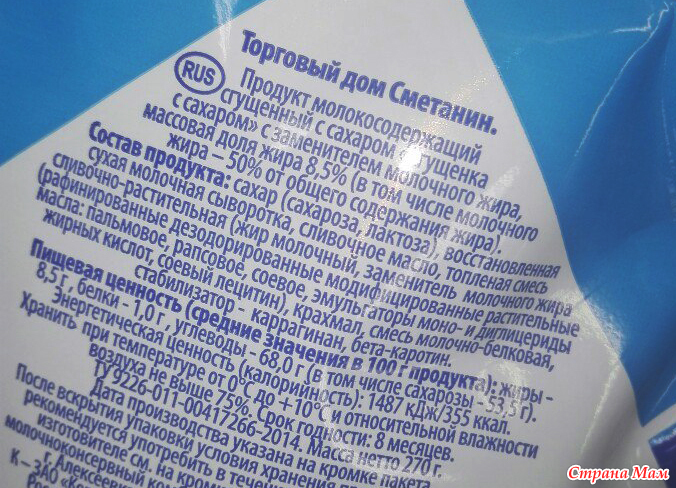 Торговый дом Сметанин.
RUS
Продукт молокосодержащий
сгущенный с сахаром «Сгущенка
с сахаром» с заменителем молочного жира,
массовая доля жира 8,5% (в том числе молочного
жира – 50% от общего содержания жира).
Состав продукта: сахар (сахароза, лактоза), восстановленная
сухая молочная сыворотка, сливочное масло, топленая смесь
сливочно-растительная (жир молочный, заменитель молочного жира
(рафинированные дезодорированные модифицированные растительные
масла: пальмовое, рапсовое, соевое, эмульгаторы моно- и диглицериды
жирных кислот, соевый лецитин), крахмал, смесь молочно-белковая,
стабилизатор - каррагинан, бета-каротин.
Пищевая ценность (средние значения в 100 г продукта): жиры -
8,5 г, белки - 1,0 г, углеводы - 68,0 г (в том числе сахарозы - 53,5 г).
Энергетическая ценность (калорийность): 1487 кДж/355 ккал.
Хранить при температуре от 0°С до +10°С и относительной влажности
воздуха не выше 75%. Срок годности: 8 месяцев.
ТУ 9226-011-00417266-2014. Масса нетто 270 г.
Дата производства указана на кромке пакета
После вскрытия упаковки условия хранения
рекомендуется употребить в течение
изготовителе см. на кромке
молочноконсервный
г. Алексеев
К – ЗАО
Страна Мам